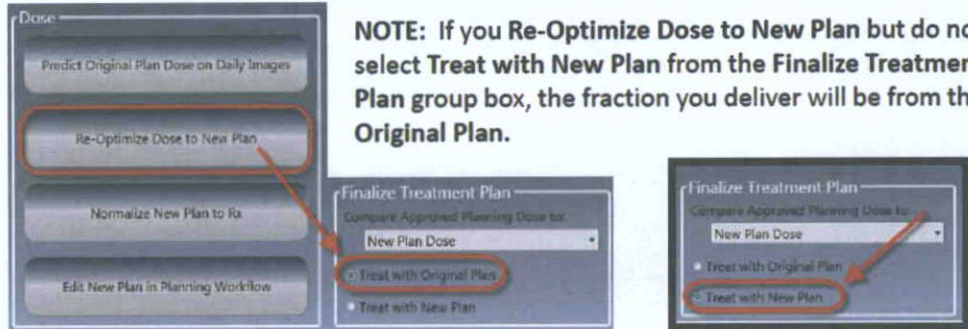 Dose
Predict Original Plan Dose on Daily Images
Re-Optimize Dose to New Plan
Normalize New Plan to Rx
Edit New Plan in Planning Workflow
NOTE: If you Re-Optimize Dose to New Plan but do no
select Treat with New Plan from the Finalize Treatmen
Plan group box, the fraction you deliver will be from th
Original Plan.
Finalize Treatment Plan
Compare Approved Planning Dose to:
New Plan Dose
Treat with Original Plan
Treat with New Plan
Finalize Treatment Plan
Compare Approved Planning Dose to:
New Plan Dose
Treat with Original Plan
Treat with New Plan